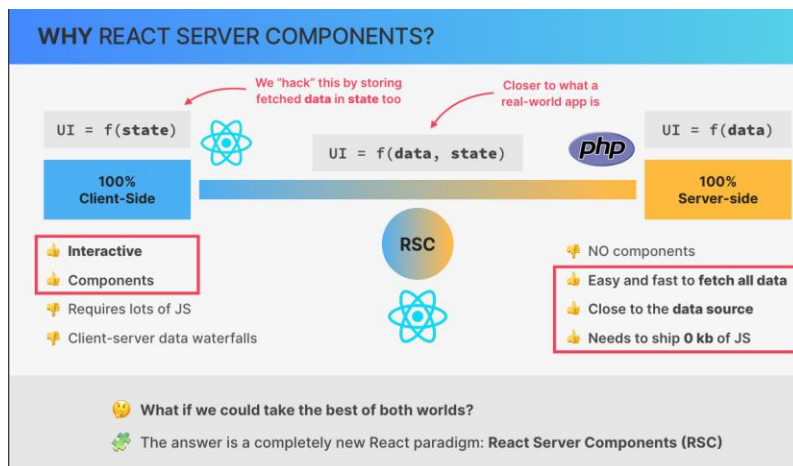 WHY REACT SERVER COMPONENTS?
We "hack" this by storing
fetched data in state too
Closer to what a
real-world app is
UI = f(state)
UI = f(data, state)
php
UI = f(data)
100%
Client-Side
100%
Server-side
RSC
👍 Interactive
👍 Components
👎 Requires lots of JS
👎 Client-server data waterfalls
👎 NO components
👍 Easy and fast to fetch all data
👍 Close to the data source
👍 Needs to ship 0 kb of JS
🤔 What if we could take the best of both worlds?
🧩 The answer is a completely new React paradigm: React Server Components (RSC)